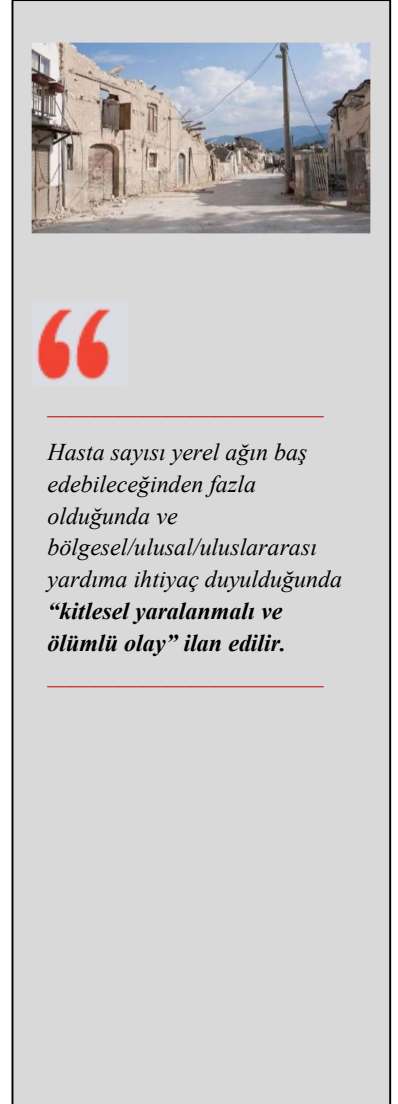 “
Hasta sayısı yerel ağın baş
edebileceğinden fazla
olduğunda ve
bölgesel/ulusal/uluslararası
yardıma ihtiyaç duyulduğunda
“kitlesel yaralanmalı ve
ölümlü olay” ilan edilir.